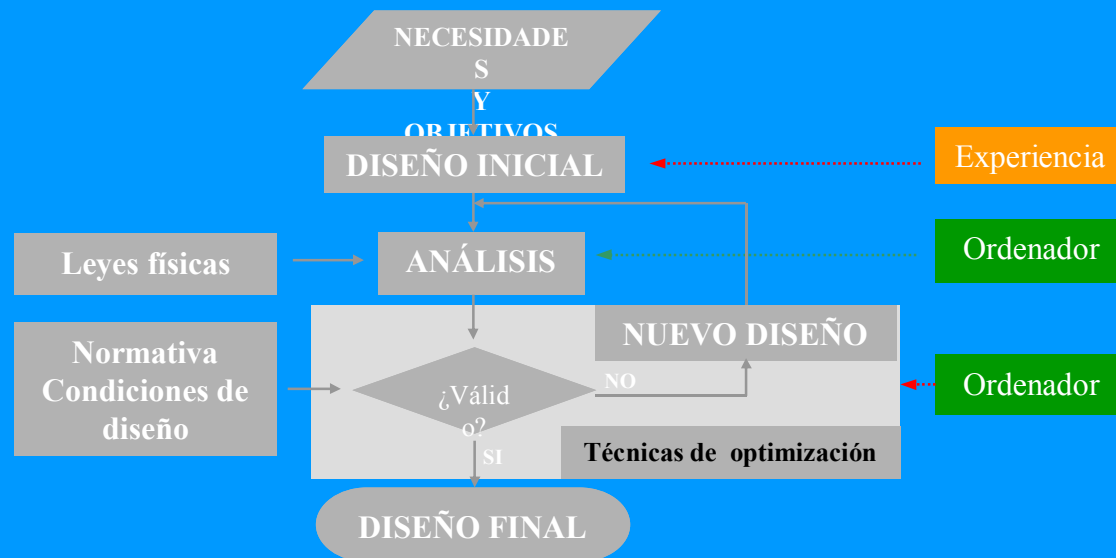 NECESIDADE
S
Y
OBJETIVOS
DISEÑO INICIAL
Experiencia
Leyes físicas
ANÁLISIS
Ordenador
Normativa
Condiciones de
diseño
NUEVO DISEÑO
¿Válid
o?
NO
Ordenador
SI
Técnicas de optimización
DISEÑO FINAL